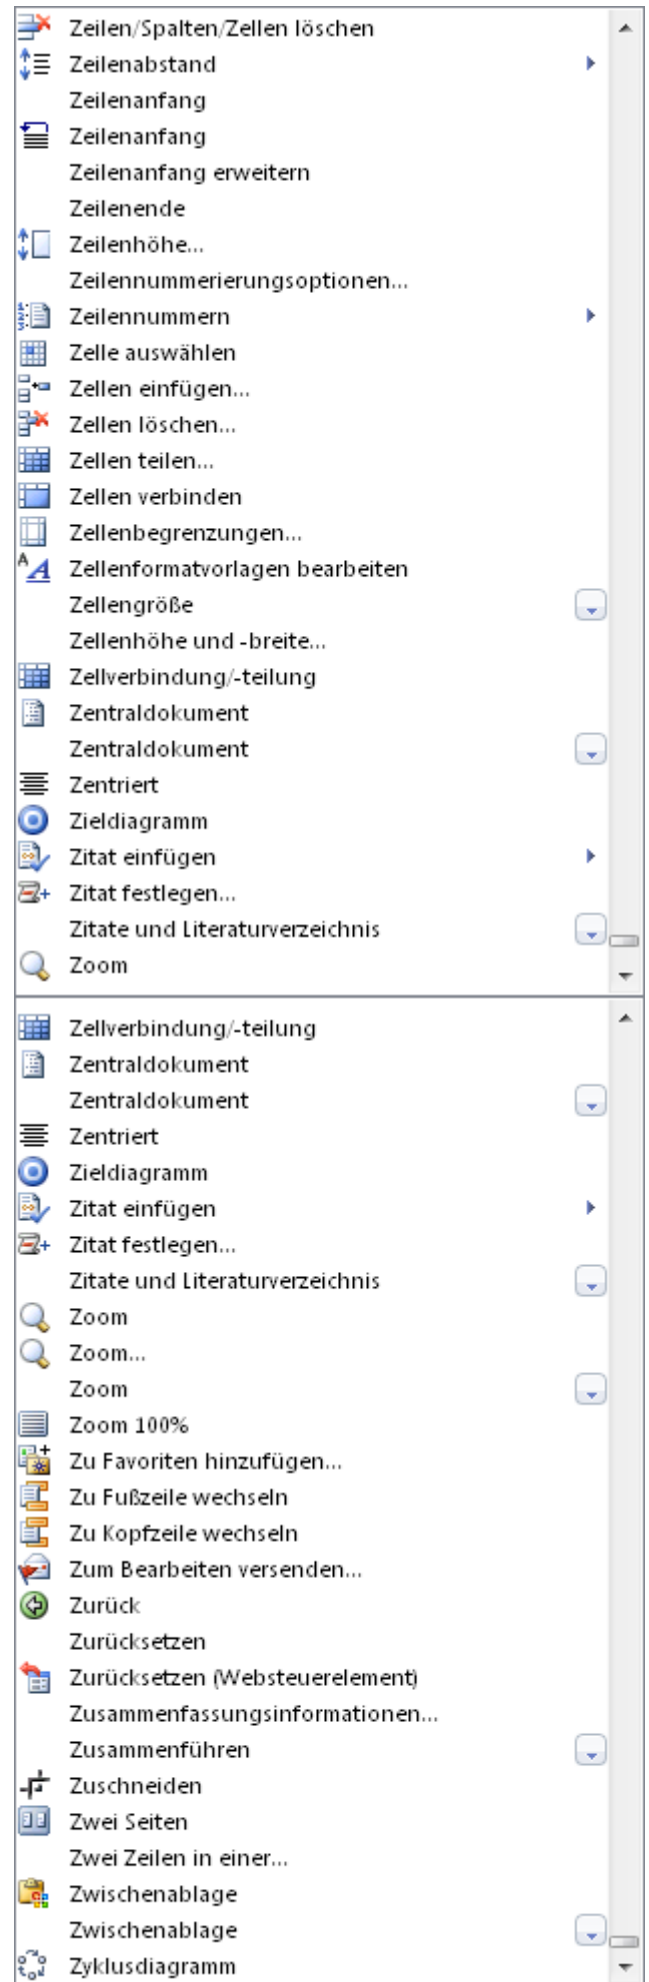 Zeilen/Spalten/Zellen löschen
Zeilenabstand
Zeilenanfang
Zeilenanfang
Zeilenanfang erweitern
Zeilenende
Zeilenhöhe...
Zeilennummerierungsoptionen...
Zeilennummern
Zelle auswählen
Zellen einfügen...
Zellen löschen...
Zellen teilen...
Zellen verbinden
Zellenbegrenzungen...
Zellenformatvorlagen bearbeiten
Zellengröße
Zellenhöhe und -breite...
Zellverbindung/-teilung
Zentraldokument
Zentraldokument
Zentriert
Zieldiagramm
Zitat einfügen
Zitat festlegen...
Zitate und Literaturverzeichnis
Zoom
Zellverbindung/-teilung
Zentraldokument
Zentraldokument
Zentriert
Zieldiagramm
Zitat einfügen
Zitat festlegen...
Zitate und Literaturverzeichnis
Zoom
Zoom...
Zoom
Zoom 100%
Zu Favoriten hinzufügen...
Zu Fußzeile wechseln
Zu Kopfzeile wechseln
Zum Bearbeiten versenden...
Zurück
Zurücksetzen
Zurücksetzen (Websteuerelement)
Zusammenfassungsinformationen...
Zusammenführen
Zuschneiden
Zwei Seiten
Zwei Zeilen in einer...
Zwischenablage
Zwischenablage
Zyklusdiagramm